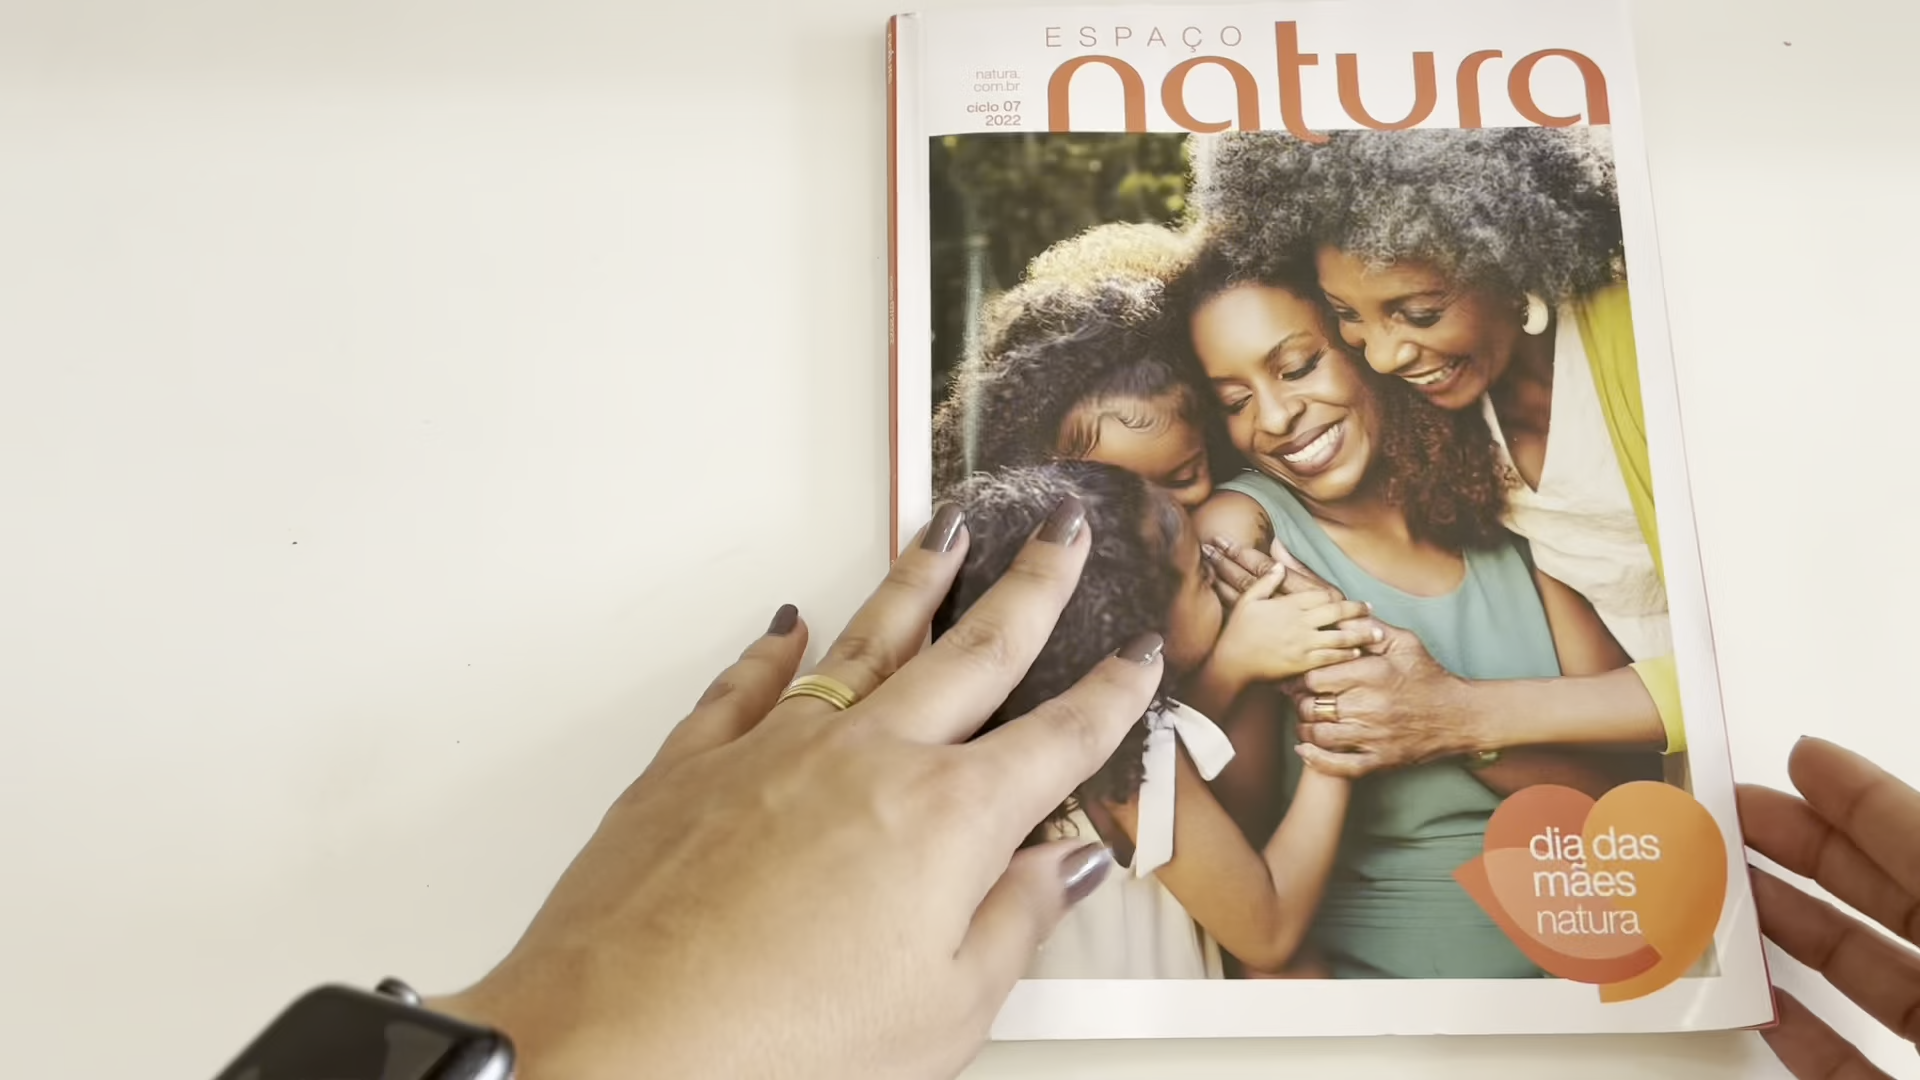 ESPAÇO
natura
natura.
com.br
ciclo 07
2022
dia das
mães
natura